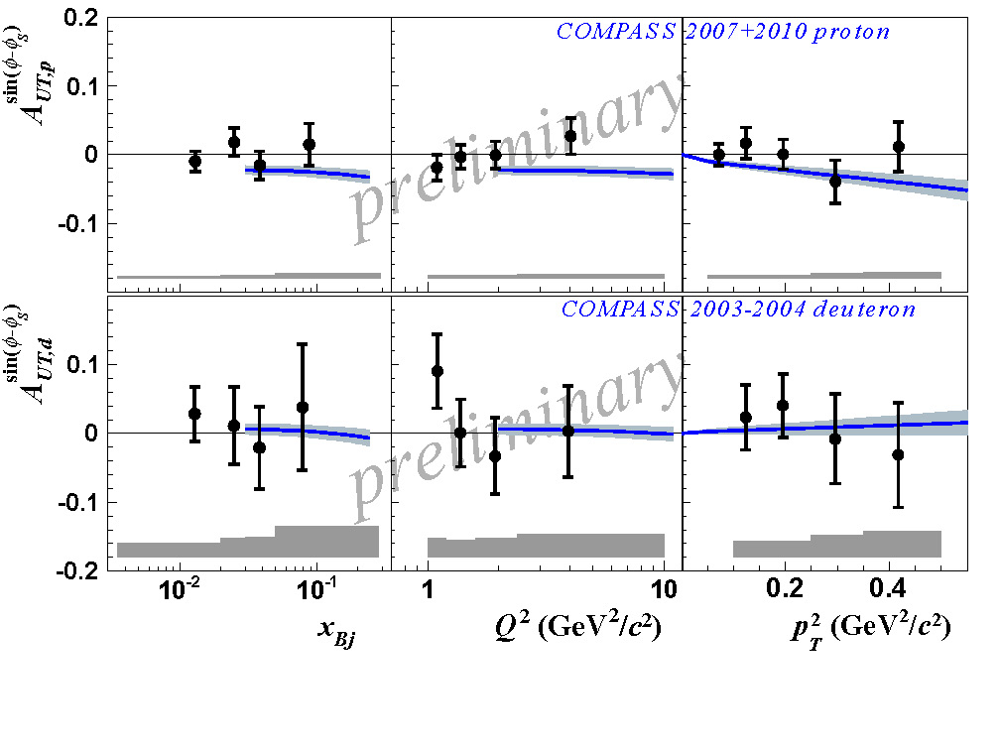 0.2
COMPASS 2007+2010 proton
A_{UT,p}^{sin(ϕ-ϕ_S)}
0.1
0
-0.1
preliminary
COMPASS 2003-2004 deuteron
A_{UT,d}^{sin(ϕ-ϕ_S)}
0.1
0
-0.1
-0.2
preliminary
10^{-2} 10^{-1} 1 10 0.2 0.4
x_{Bj} Q^2 (GeV^2/c^2) p_T^2 (GeV^2/c^2)